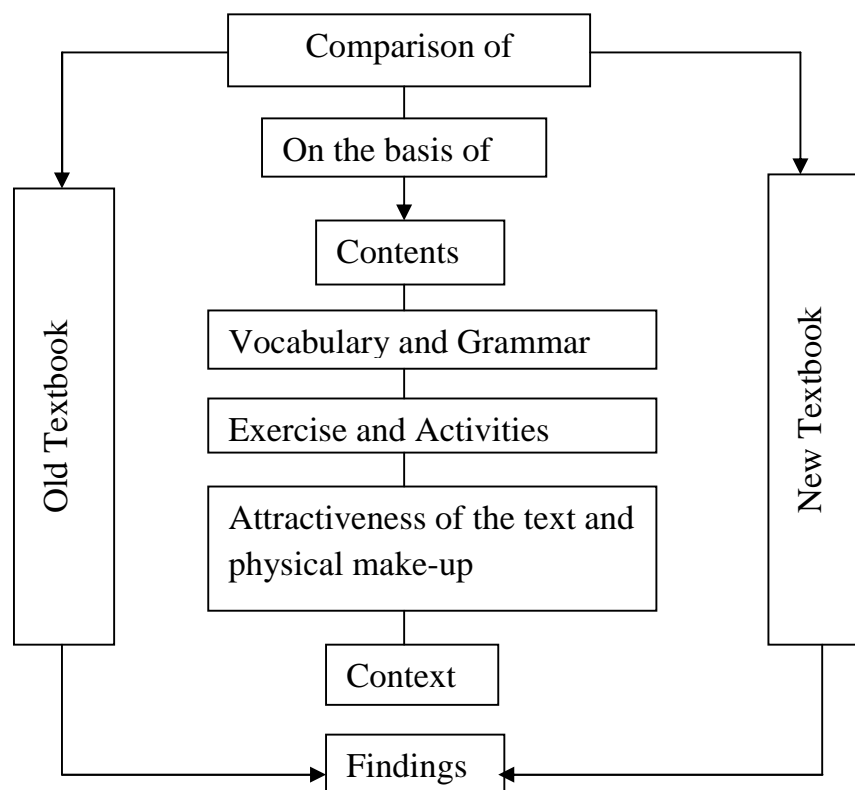 Comparison of
On the basis of
Contents
Vocabulary and Grammar
Exercise and Activities
Attractiveness of the text and
physical make-up
Context
Old Textbook
New Textbook
Findings